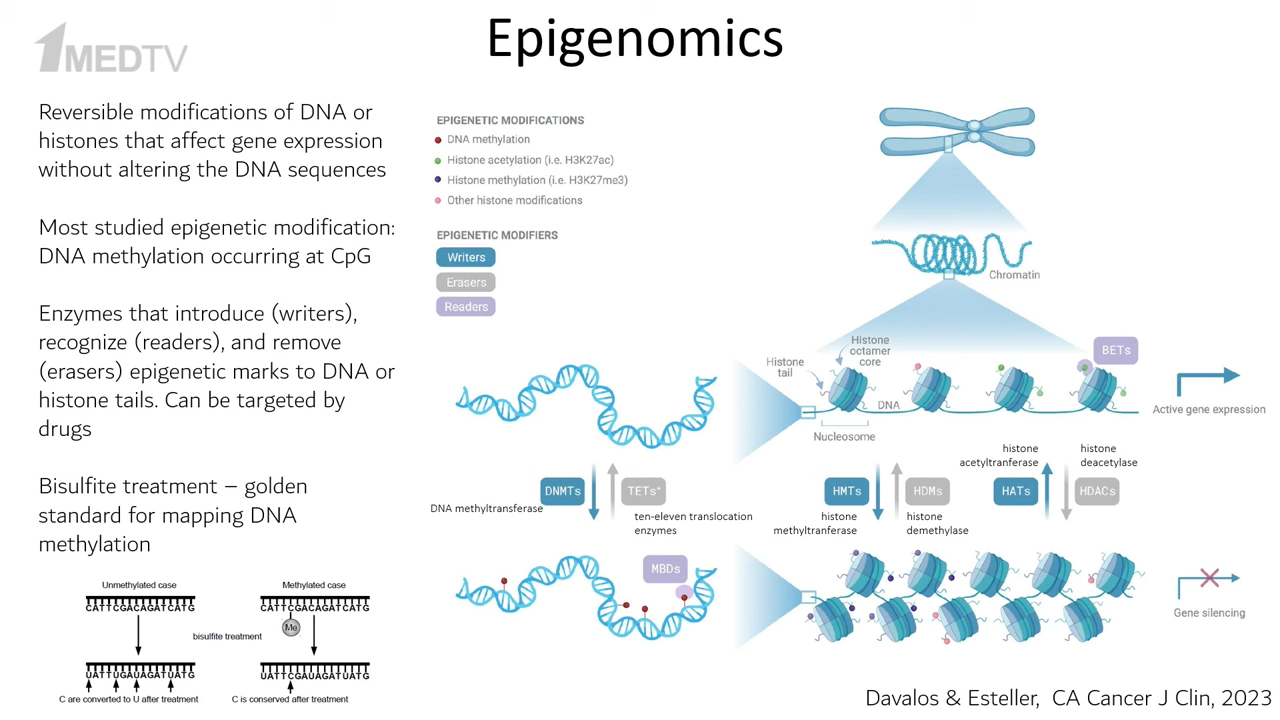 1MEDTV
Epigenomics
Reversible modifications of DNA or
histones that affect gene expression
without altering the DNA sequences
Most studied epigenetic modification:
DNA methylation occurring at CpG
Enzymes that introduce (writers),
recognize (readers), and remove
(erasers) epigenetic marks to DNA or
histone tails. Can be targeted by
drugs
Bisulfite treatment – golden
standard for mapping DNA
methylation
Unmethylated case
Methylated case
CATTCGACAGATCATG
CATTCGACAGATCATG
Me
bisulfite treatment
UATTUGAUAGATUATG
UATTCGAUAGATUATG
C are converted to U after treatment
C is conserved after treatment
EPIGENETIC MODIFICATIONS
DNA methylation
Histone acetylation (i.e. H3K27ac)
Histone methylation (i.e. H3K27me3)
Other histone modifications
EPIGENETIC MODIFIERS
Writers
Erasers
Readers
Chromatin
Histone
octamer
core
Histone
tail
BETs
DNA
Nucleosome
Active gene expression
DNMTs
TETs*
DNA methyltransferase
ten-eleven translocation
enzymes
HMTs
HDMs
histone
methyltranferase
histone
demethylase
histone
acetyltranferase
histone
deacetylase
HATs
HDACs
MBDs
Gene silencing
Davalos & Esteller, CA Cancer J Clin, 2023